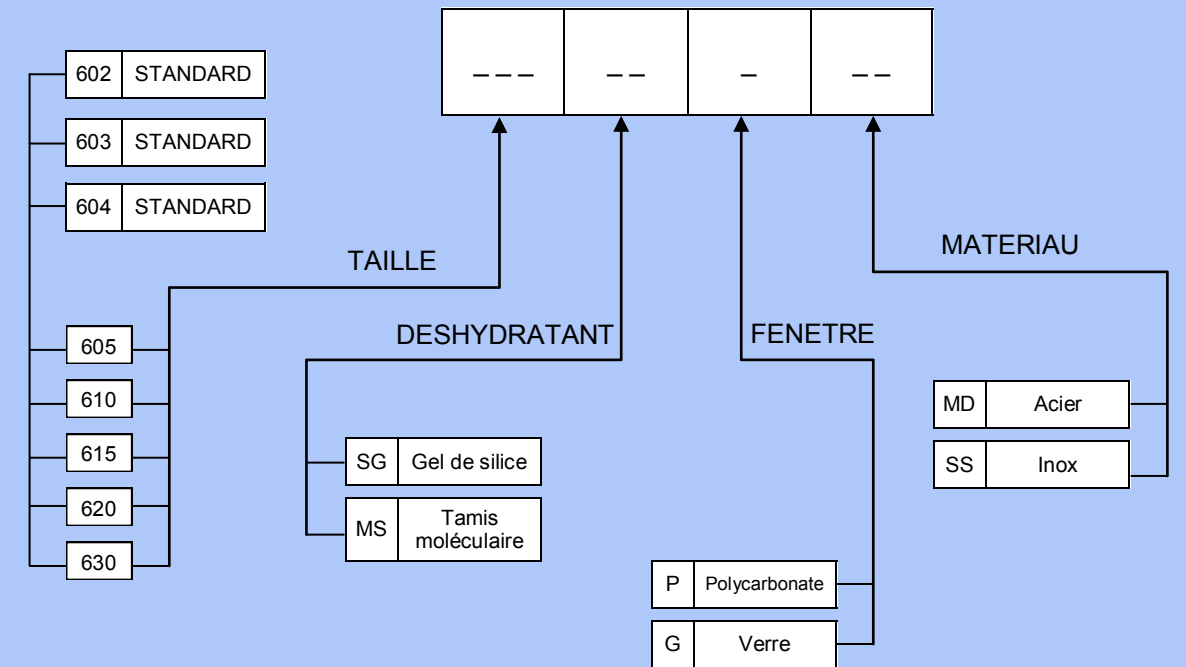 _ _ _ _ _ _ _ _
602 STANDARD
603 STANDARD
604 STANDARD
TAILLE
MATERIAU
DESHYDRATANT
FENETRE
605
610
615
620
630
MD Acier
SS Inox
SG Gel de silice
MS Tamis
moléculaire
P Polycarbonate
G Verre